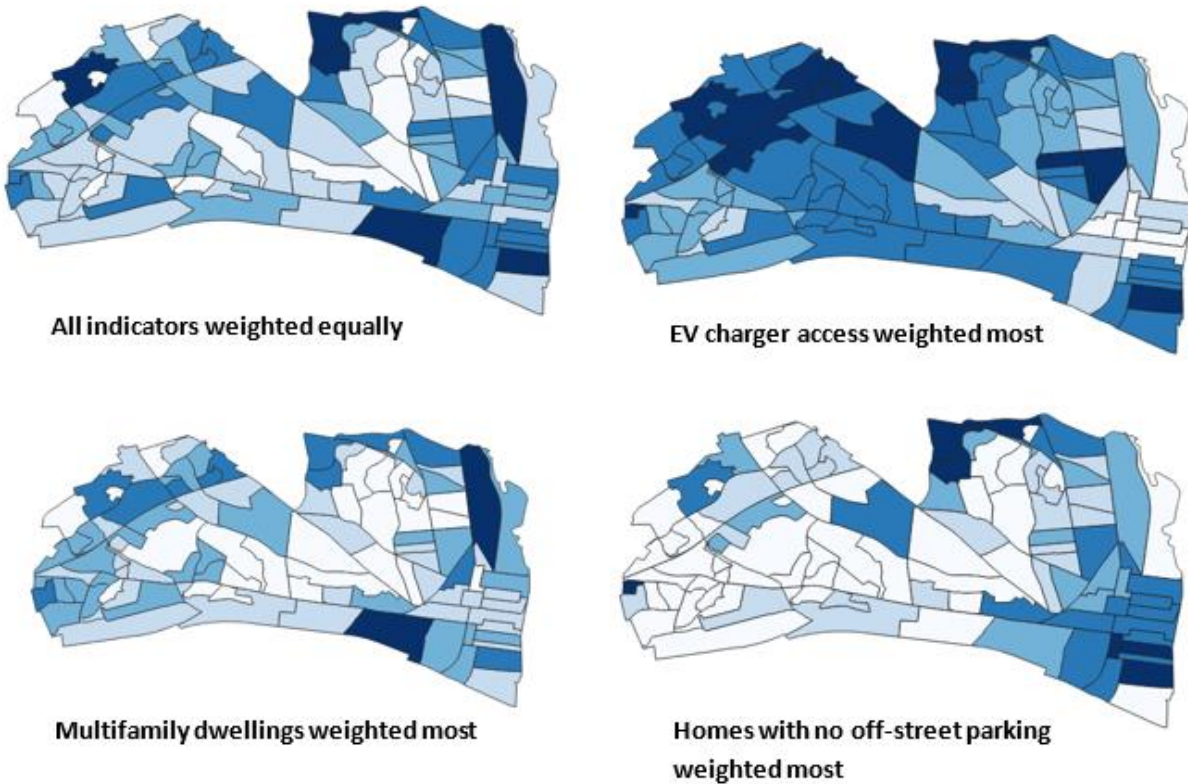 All indicators weighted equally
EV charger access weighted most
Multifamily dwellings weighted most
Homes with no off-street parking
weighted most